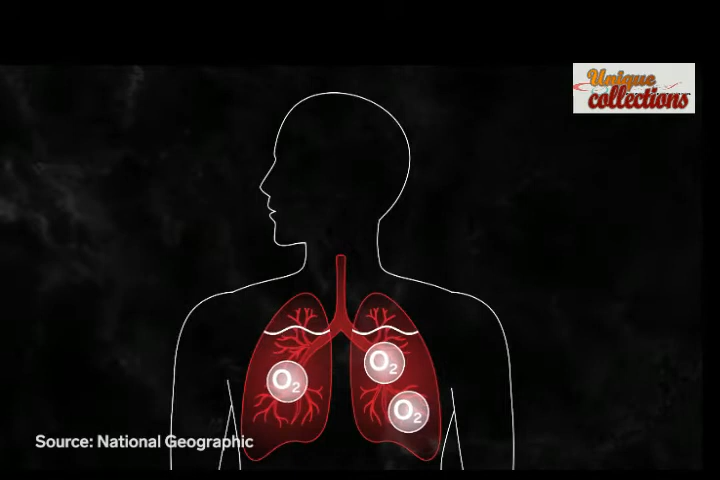 Unique
collections
O₂
O₂
O₂
Source: National Geographic